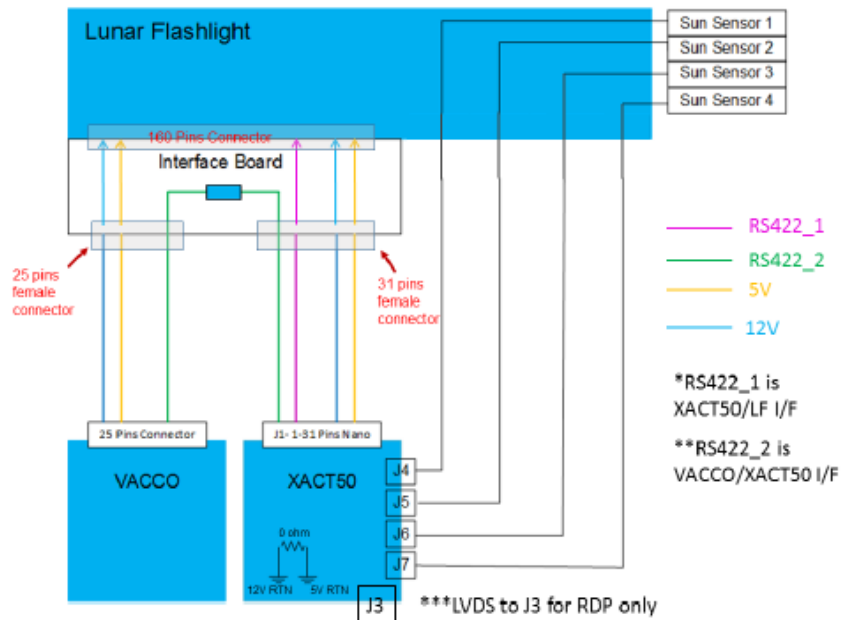 Lunar Flashlight
Sun Sensor 1
Sun Sensor 2
Sun Sensor 3
Sun Sensor 4
160 Pins Connector
Interface Board
25 pins
female
connector
31 pins
female
connector
RS422_1
RS422_2
5V
12V
*RS422_1 is
XACT50/LF I/F
**RS422_2 is
VACCO/XACT50 I/F
25 Pins Connector
J1- 1-31 Pins Nano
VACCO
XACT50
J4
J5
J6
J7
0 ohm
12V RTN
5V RTN
J3
***LVDS to J3 for RDP only